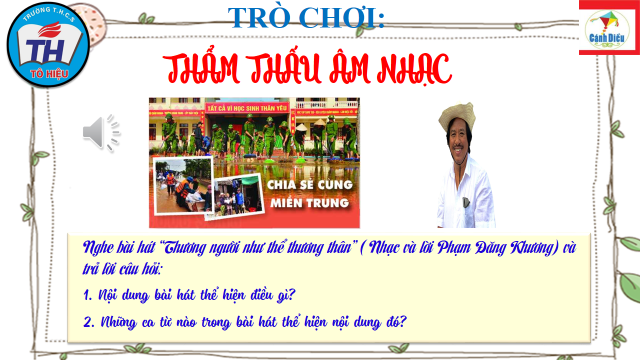 TRÒ CHƠI:
TRƯỜNG T.H.C.S
TH
TÔ HIỆU
Cánh Diều
THẨM THẤU ÂM NHẠC
TẤT CẢ VÌ HỌC SINH THÂN YÊU
CHIA SẺ CÙNG
MIỀN TRUNG
Nghe bài hát “Thương người như thể thương thân” ( Nhạc và lời Phạm Đăng Khương) và
trả lời câu hỏi:
1. Nội dung bài hát thể hiện điều gì?
2. Những ca từ nào trong bài hát thể hiện nội dung đó?